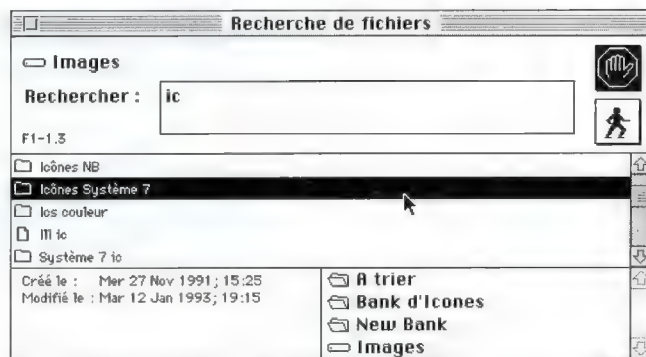 Recherche de fichiers
Images
Rechercher :
ic
F1-1.3
Icônes NB
Icônes Système 7
Ics couleur
Système 7 ic
Créé le : Mer 27 Nov 1991 ; 15:25
Modifié le : Mar 12 Jan 1993 ; 19:15
A trier
Bank d'Icones
New Bank
Images